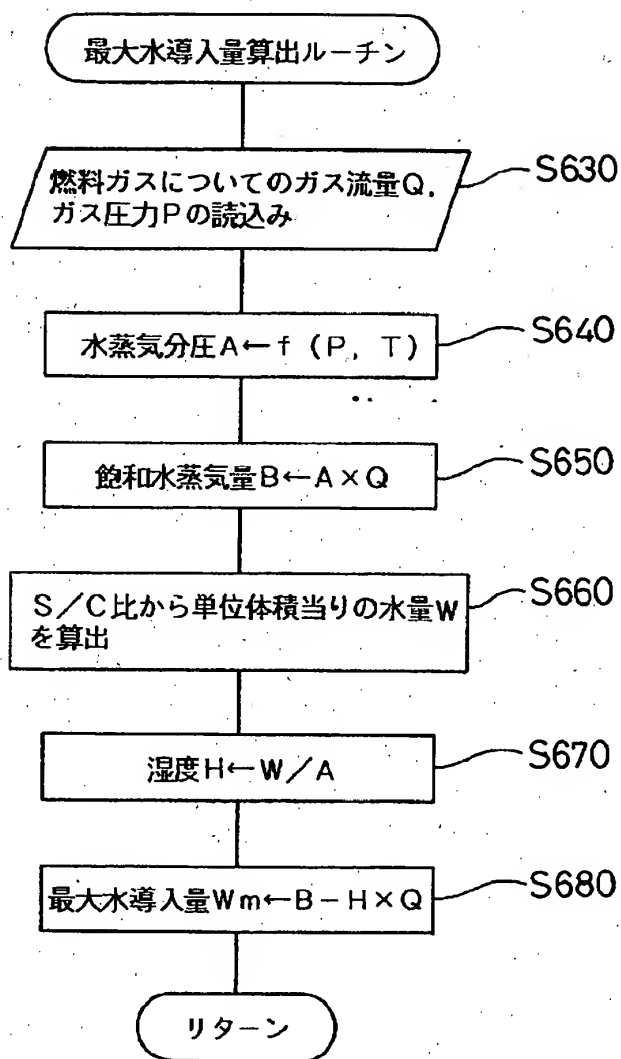 最大水導入量算出ルーチン
燃料ガスについてのガス流量Q,
ガス圧力Pの読込み
S630
水蒸気分圧A←f(P,T)
S640
飽和水蒸気量B←A×Q
S650
S/C比から単位体積当りの水量W
を算出
S660
湿度H←W/A
S670
最大水導入量Wm←B-H×Q
S680
リターン